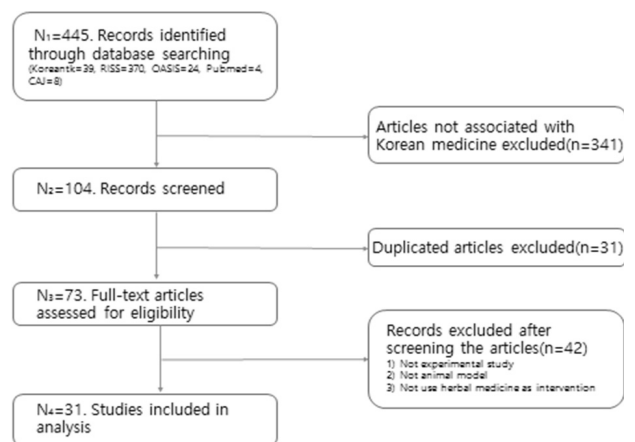 N₁=445. Records identified
through database searching
(Koreantk=39, RISS=370, OASIS=24, Pubmed=4,
CAJ=8)
Articles not associated with
Korean medicine excluded(n=341)
N₂=104. Records screened
Duplicated articles excluded(n=31)
N₃=73. Full-text articles
assessed for eligibility
Records excluded after
screening the articles(n=42)
1) Not experimental study
2) Not animal model
3) Not use herbal medicine as intervention
N₄=31. Studies included in
analysis